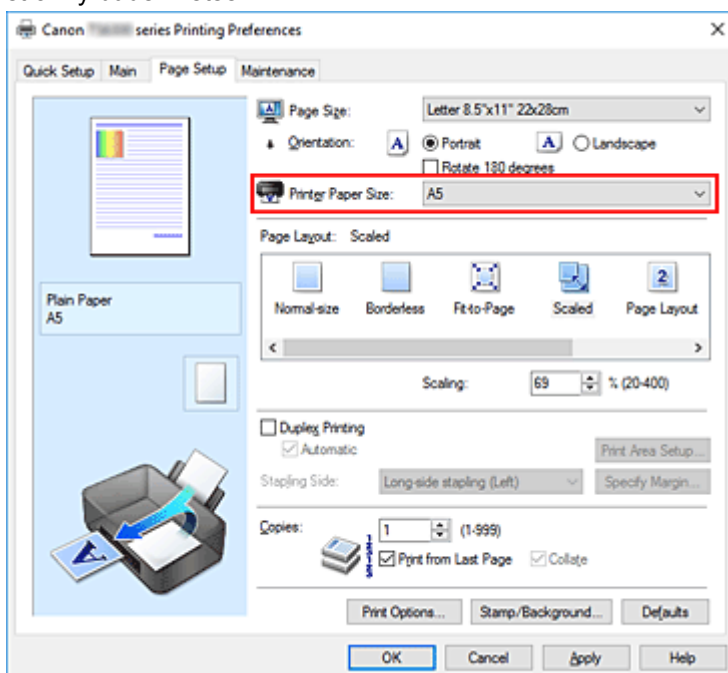 Canon series Printing Preferences
Quick Setup Main Page Setup Maintenance
Page Size: Letter 8.5"x11" 22x28cm
Orientation: A Portrait A Landscape
Rotate 180 degrees
Printer Paper Size: A5
Page Layout: Scaled
Normal-size Borderless Fit-to-Page Scaled Page Layout
Plain Paper
A5
Scaling: 69 % (20-400)
Duplex Printing
Automatic
Print Area Setup...
Stapling Side: Long-side stapling (Left) Specify Margin...
Copies: 1 (1-999)
Print from Last Page Collate
Print Options... Stamp/Background... Defaults
OK Cancel Apply Help